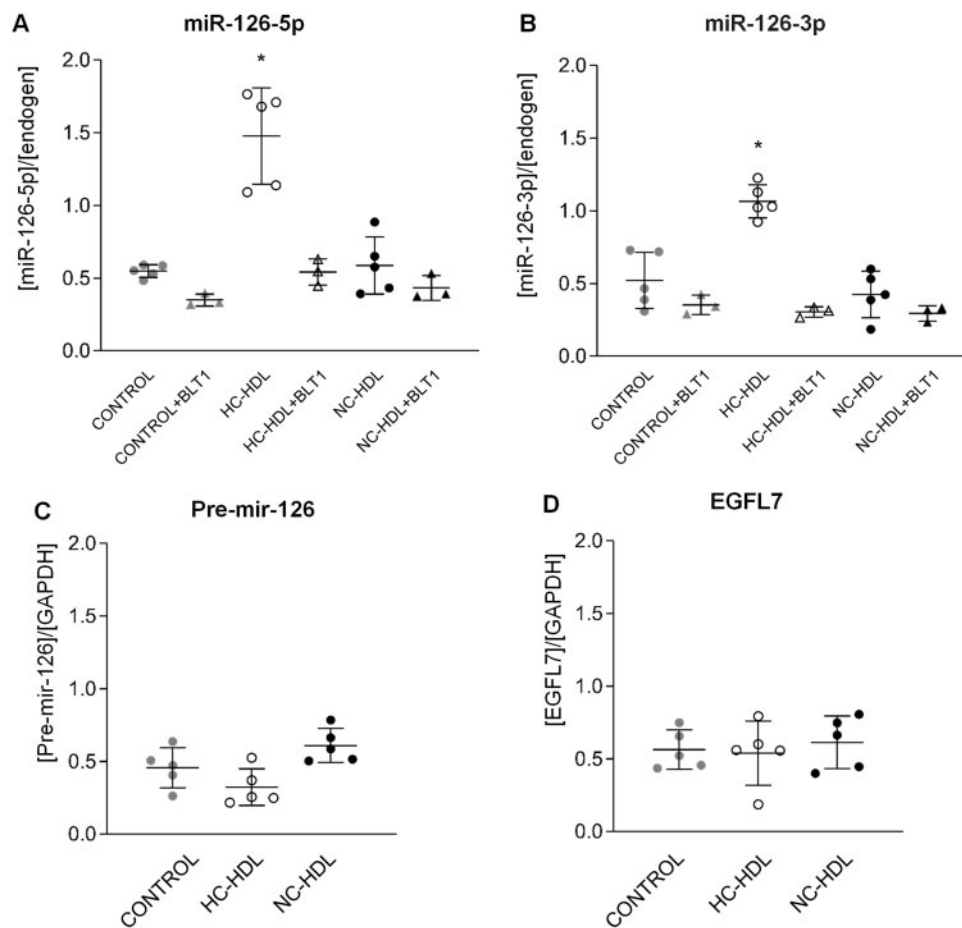 A
miR-126-5p
[miR-126-5p]/[endogen]
2.0
1.5
1.0
0.5
0.0
*
CONTROL
CONTROL+BLT1
HC-HDL
HC-HDL+BLT1
NC-HDL
NC-HDL+BLT1
B
miR-126-3p
[miR-126-3p]/[endogen]
2.0
1.5
1.0
0.5
0.0
*
CONTROL
CONTROL+BLT1
HC-HDL
HC-HDL+BLT1
NC-HDL
NC-HDL+BLT1
C
Pre-mir-126
[Pre-mir-126]/[GAPDH]
2.0
1.5
1.0
0.5
0.0
CONTROL
HC-HDL
NC-HDL
D
EGFL7
[EGFL7]/[GAPDH]
2.0
1.5
1.0
0.5
0.0
CONTROL
HC-HDL
NC-HDL